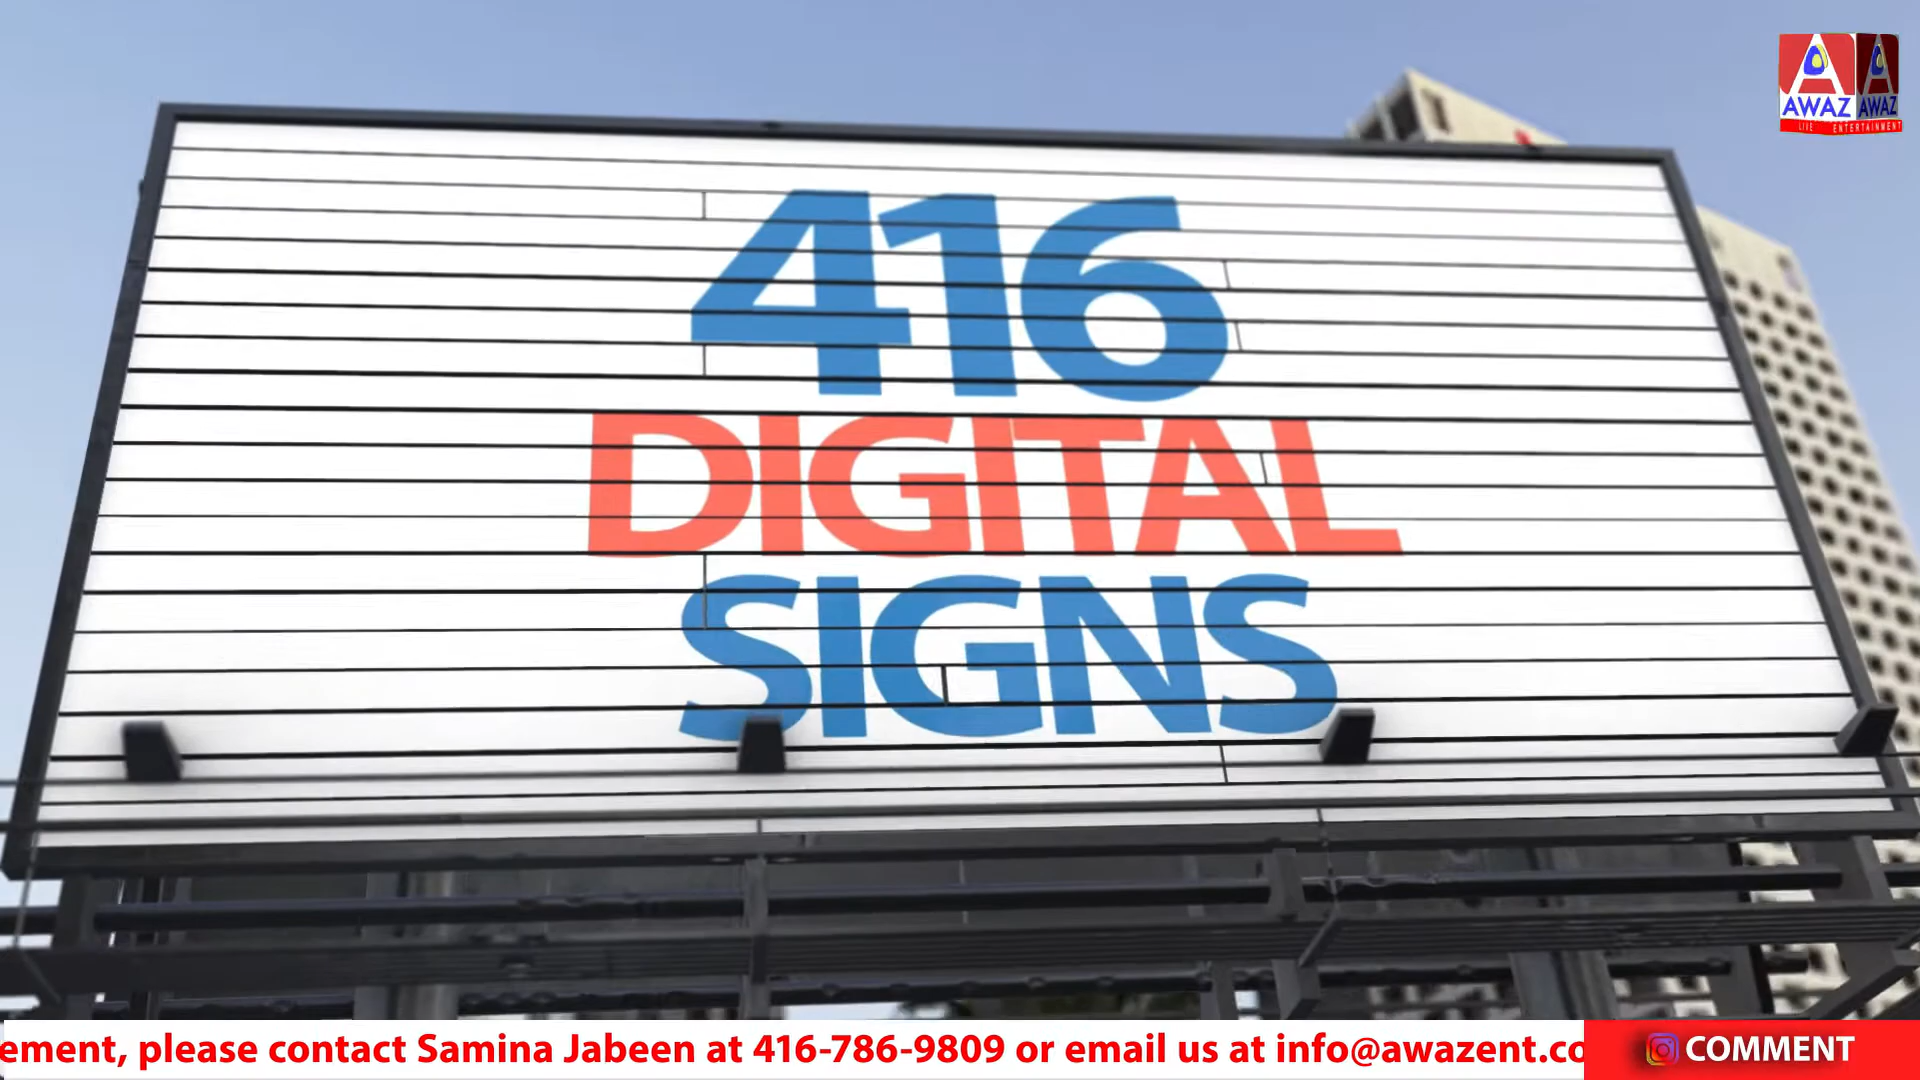 AWAZ AWAZ
LIVE ENTERTAINMENT
416
DIGITAL
SIGNS
ement, please contact Samina Jabeen at 416-786-9809 or email us at info@awazent.co
COMMENT